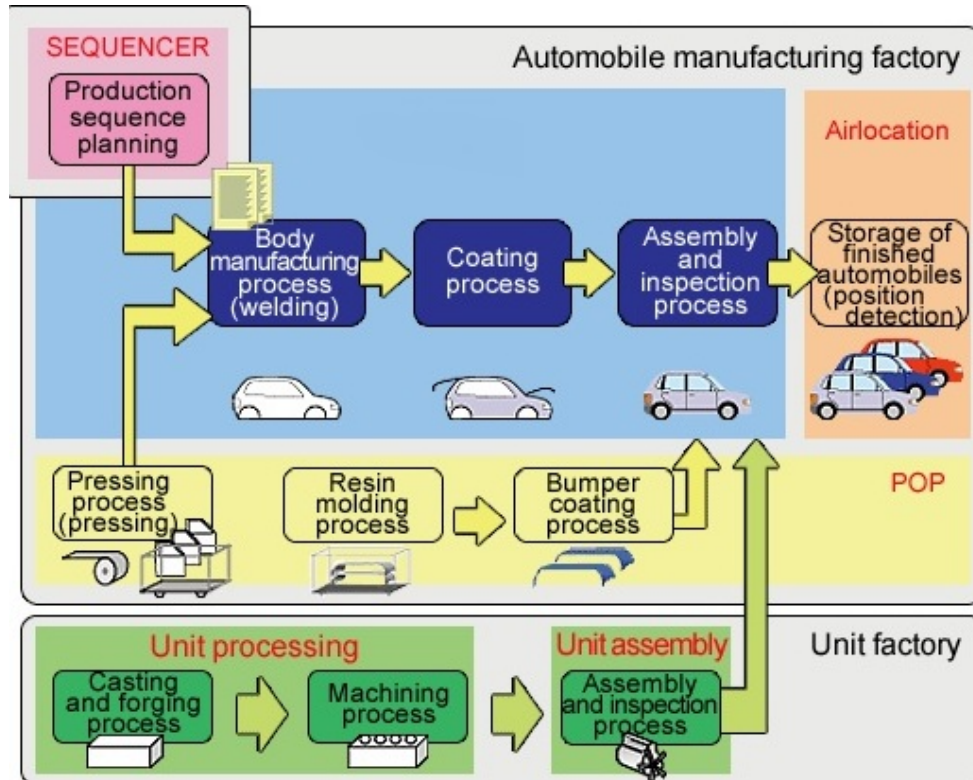 SEQUENCER
Production
sequence
planning
Automobile manufacturing factory
Airlocation
Body
manufacturing
process
(welding)
Coating
process
Assembly
and
inspection
process
Storage of
finished
automobiles
(position
detection)
POP
Pressing
process
(pressing)
Resin
molding
process
Bumper
coating
process
Unit processing
Unit assembly
Unit factory
Casting
and forging
process
Machining
process
Assembly
and inspection
process